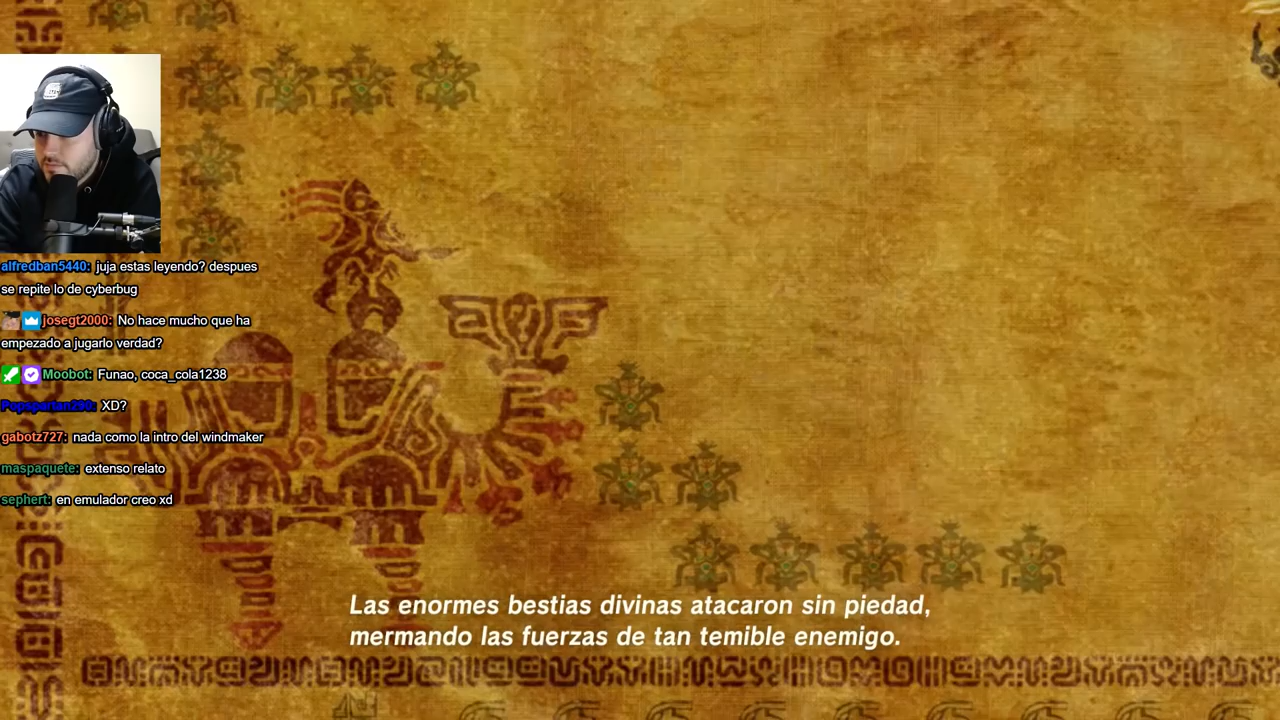 alfredban5440: juja estas leyendo? despues
se repite lo de cyberbug
josegt2000: No hace mucho que ha
empezado a jugarlo verdad?
Moobot: Funao, coca_cola1238
Popspartan290: XD?
gabotz727: nada como la intro del windmaker
maspaquete: extenso relato
sephert: en emulador creo xd
Las enormes bestias divinas atacaron sin piedad,
mermando las fuerzas de tan temible enemigo.